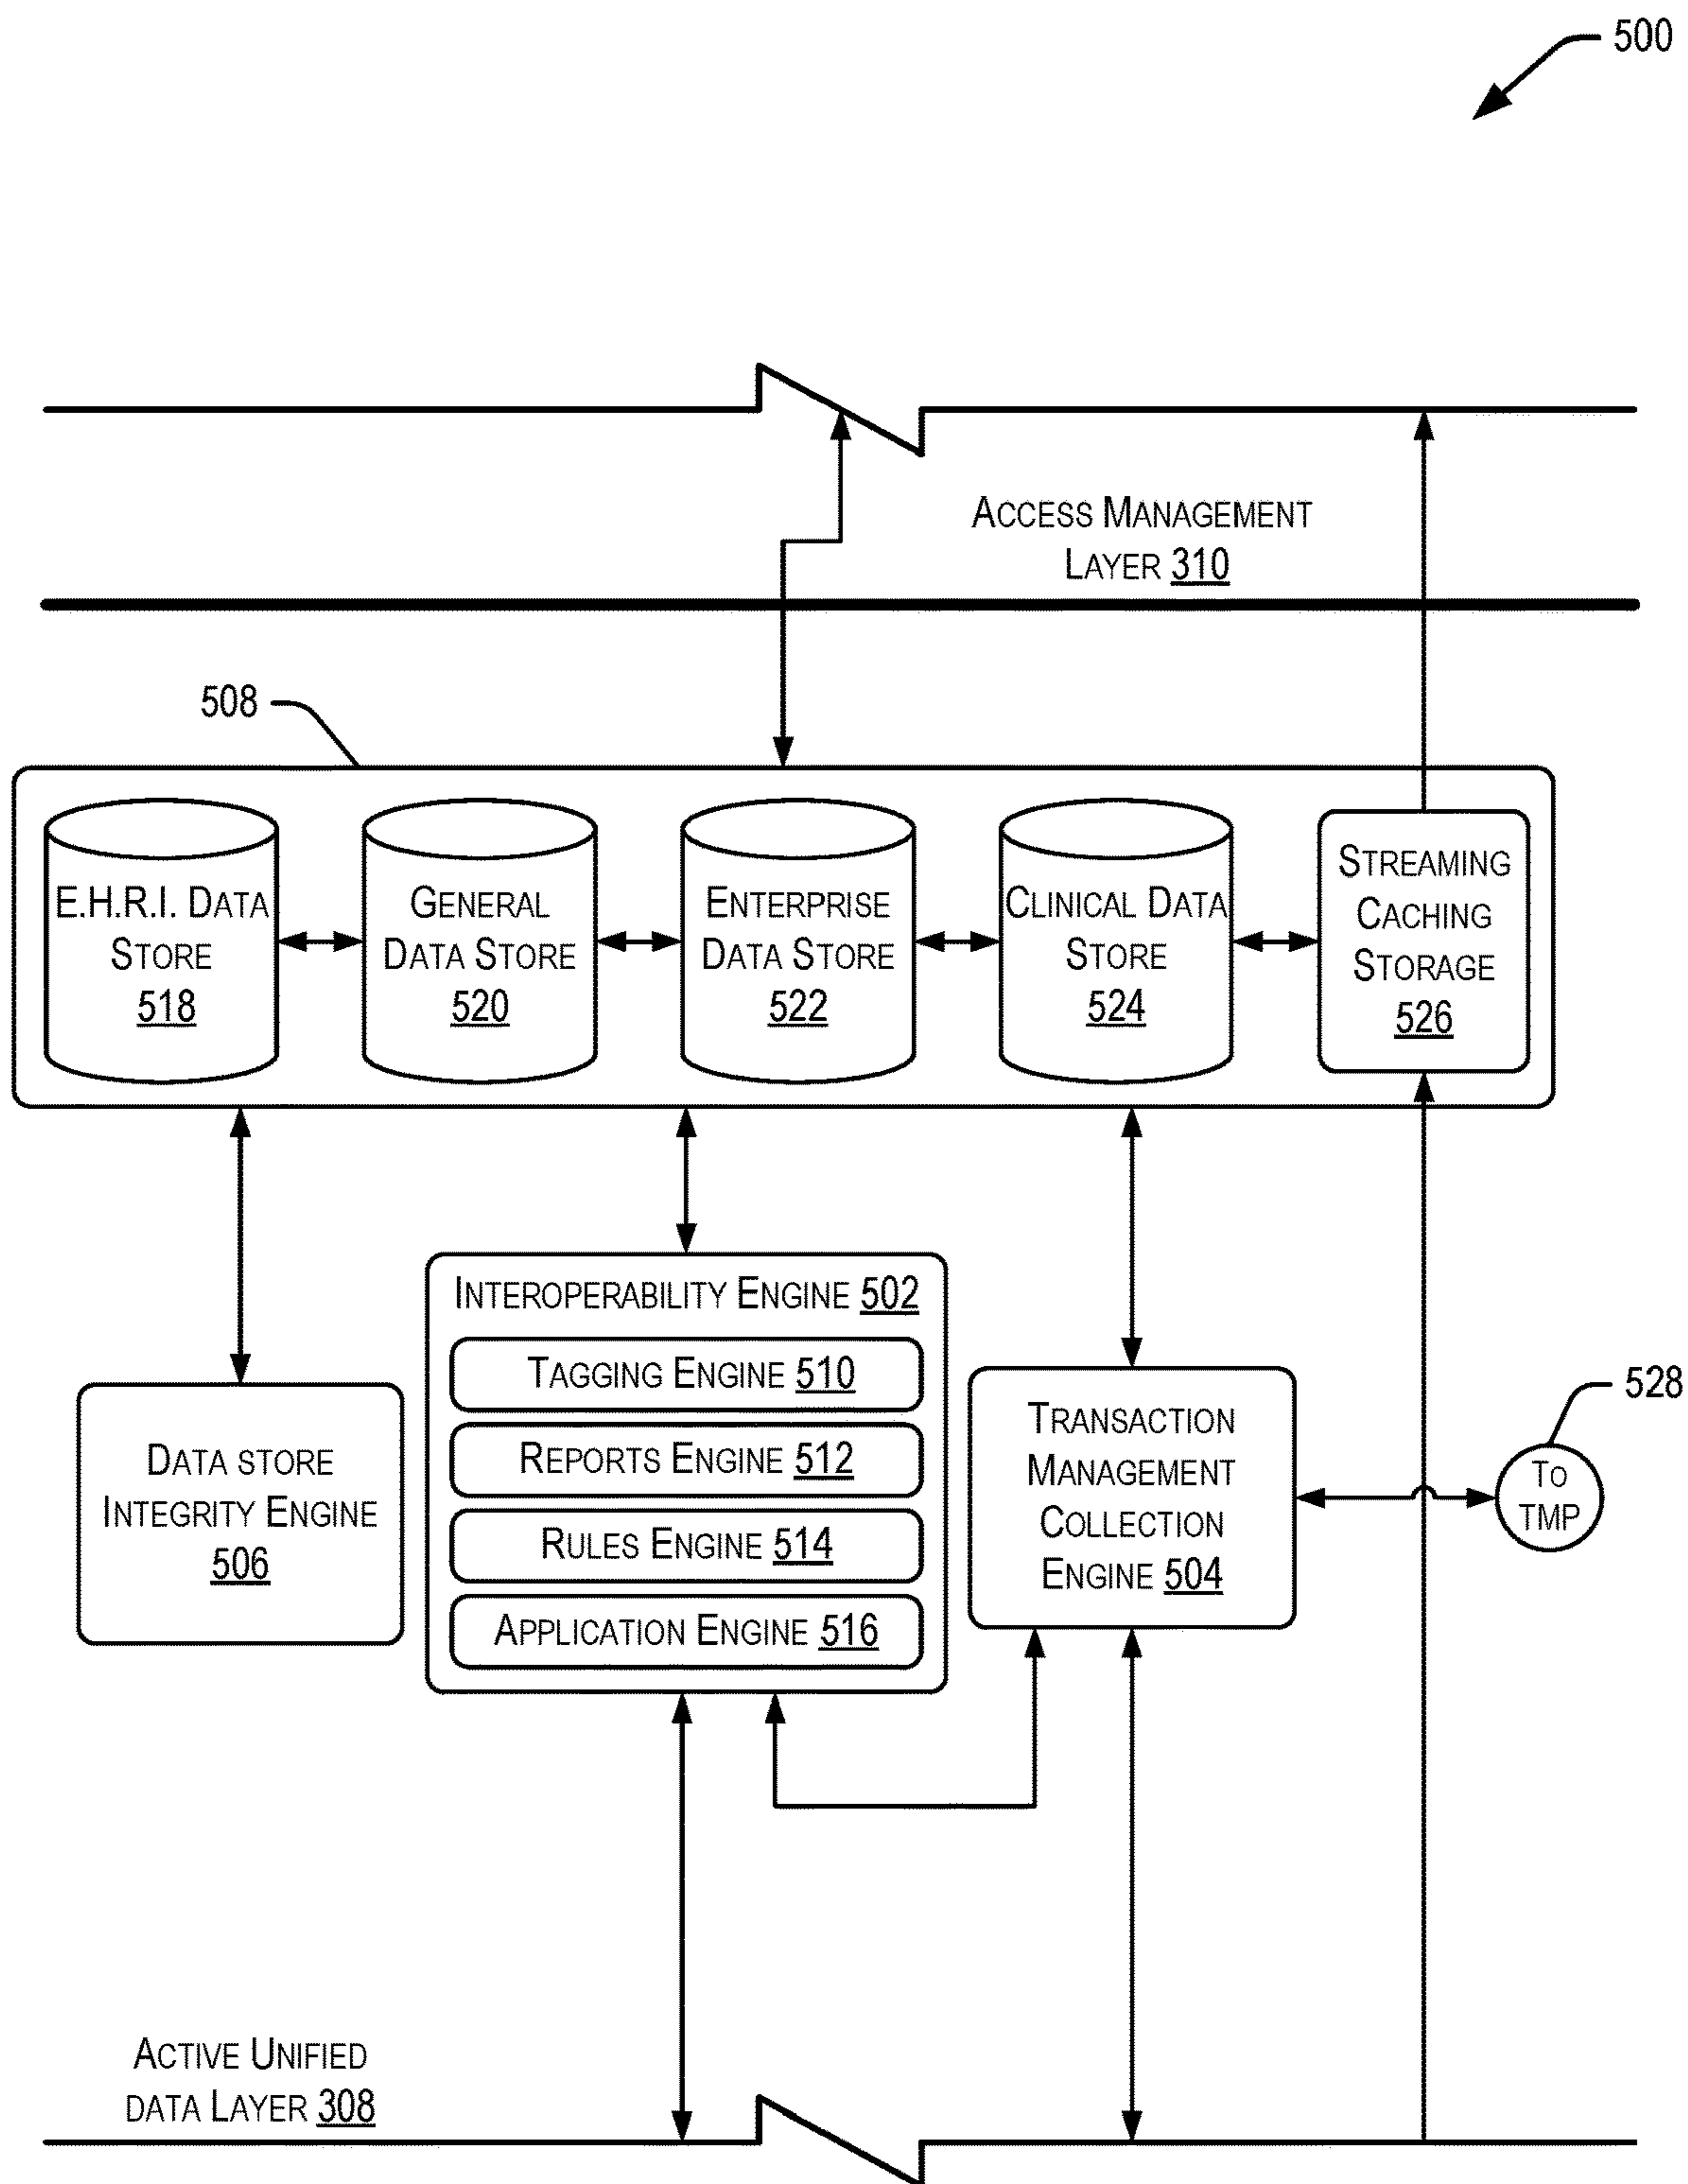 500
ACCESS MANAGEMENT
LAYER 310
508
E.H.R.I. DATA
STORE
518
GENERAL
DATA STORE
520
ENTERPRISE
DATA STORE
522
CLINICAL DATA
STORE
524
STREAMING
CACHING
STORAGE
526
INTEROPERABILITY ENGINE 502
TAGGING ENGINE 510
REPORTS ENGINE 512
RULES ENGINE 514
APPLICATION ENGINE 516
DATA STORE
INTEGRITY ENGINE
506
TRANSACTION
MANAGEMENT
COLLECTION
ENGINE 504
528
TO
TMP
ACTIVE UNIFIED
DATA LAYER 308